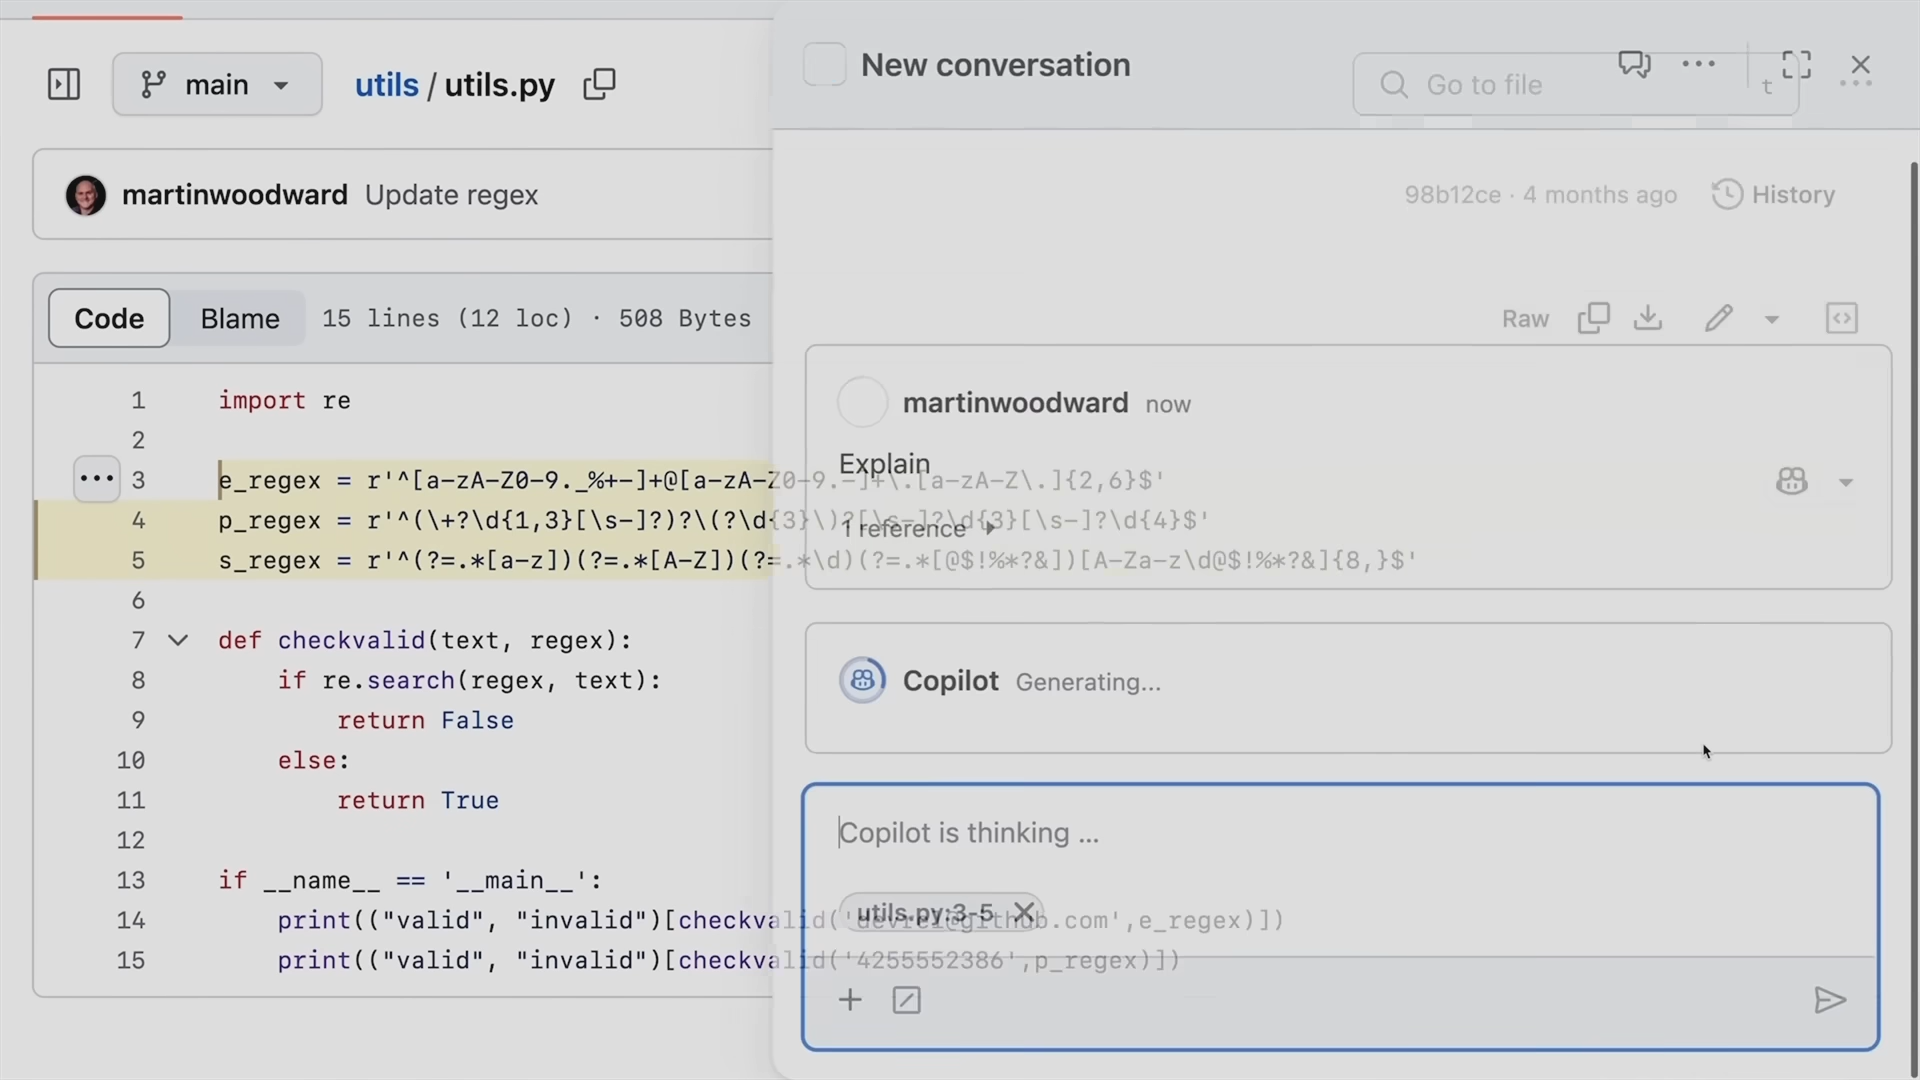 main
utils / utils.py
New conversation
Go to file
t
martinwoodward Update regex
98b12ce · 4 months ago
History
Code
Blame
15 lines (12 loc) · 508 Bytes
Raw
1 import re
2
3 e_regex = r'^[a-zA-Z0-9._%+-]+@[a-zA-Z0-9.-]+\.[a-zA-Z\.]{2,6}$'
4 p_regex = r'^(\+?\d{1,3}[\s-]?)?\(?\d{3}\)?[\s-]?\d{3}[\s-]?\d{4}$'
5 s_regex = r'^(?=.*[a-z])(?=.*[A-Z])(?=.*\d)(?=.*[@$!%*?&])[A-Za-z\d@$!%*?&]{8,}$'
6
7 def checkvalid(text, regex):
8 if re.search(regex, text):
9 return False
10 else:
11 return True
12
13 if __name__ == '__main__':
14 print(("valid", "invalid")[checkvalid('devrel@github.com',e_regex)])
15 print(("valid", "invalid")[checkvalid('4255552386',p_regex)])
martinwoodward now
Explain
1 reference
Copilot Generating...
Copilot is thinking ...
utils.py:3-5